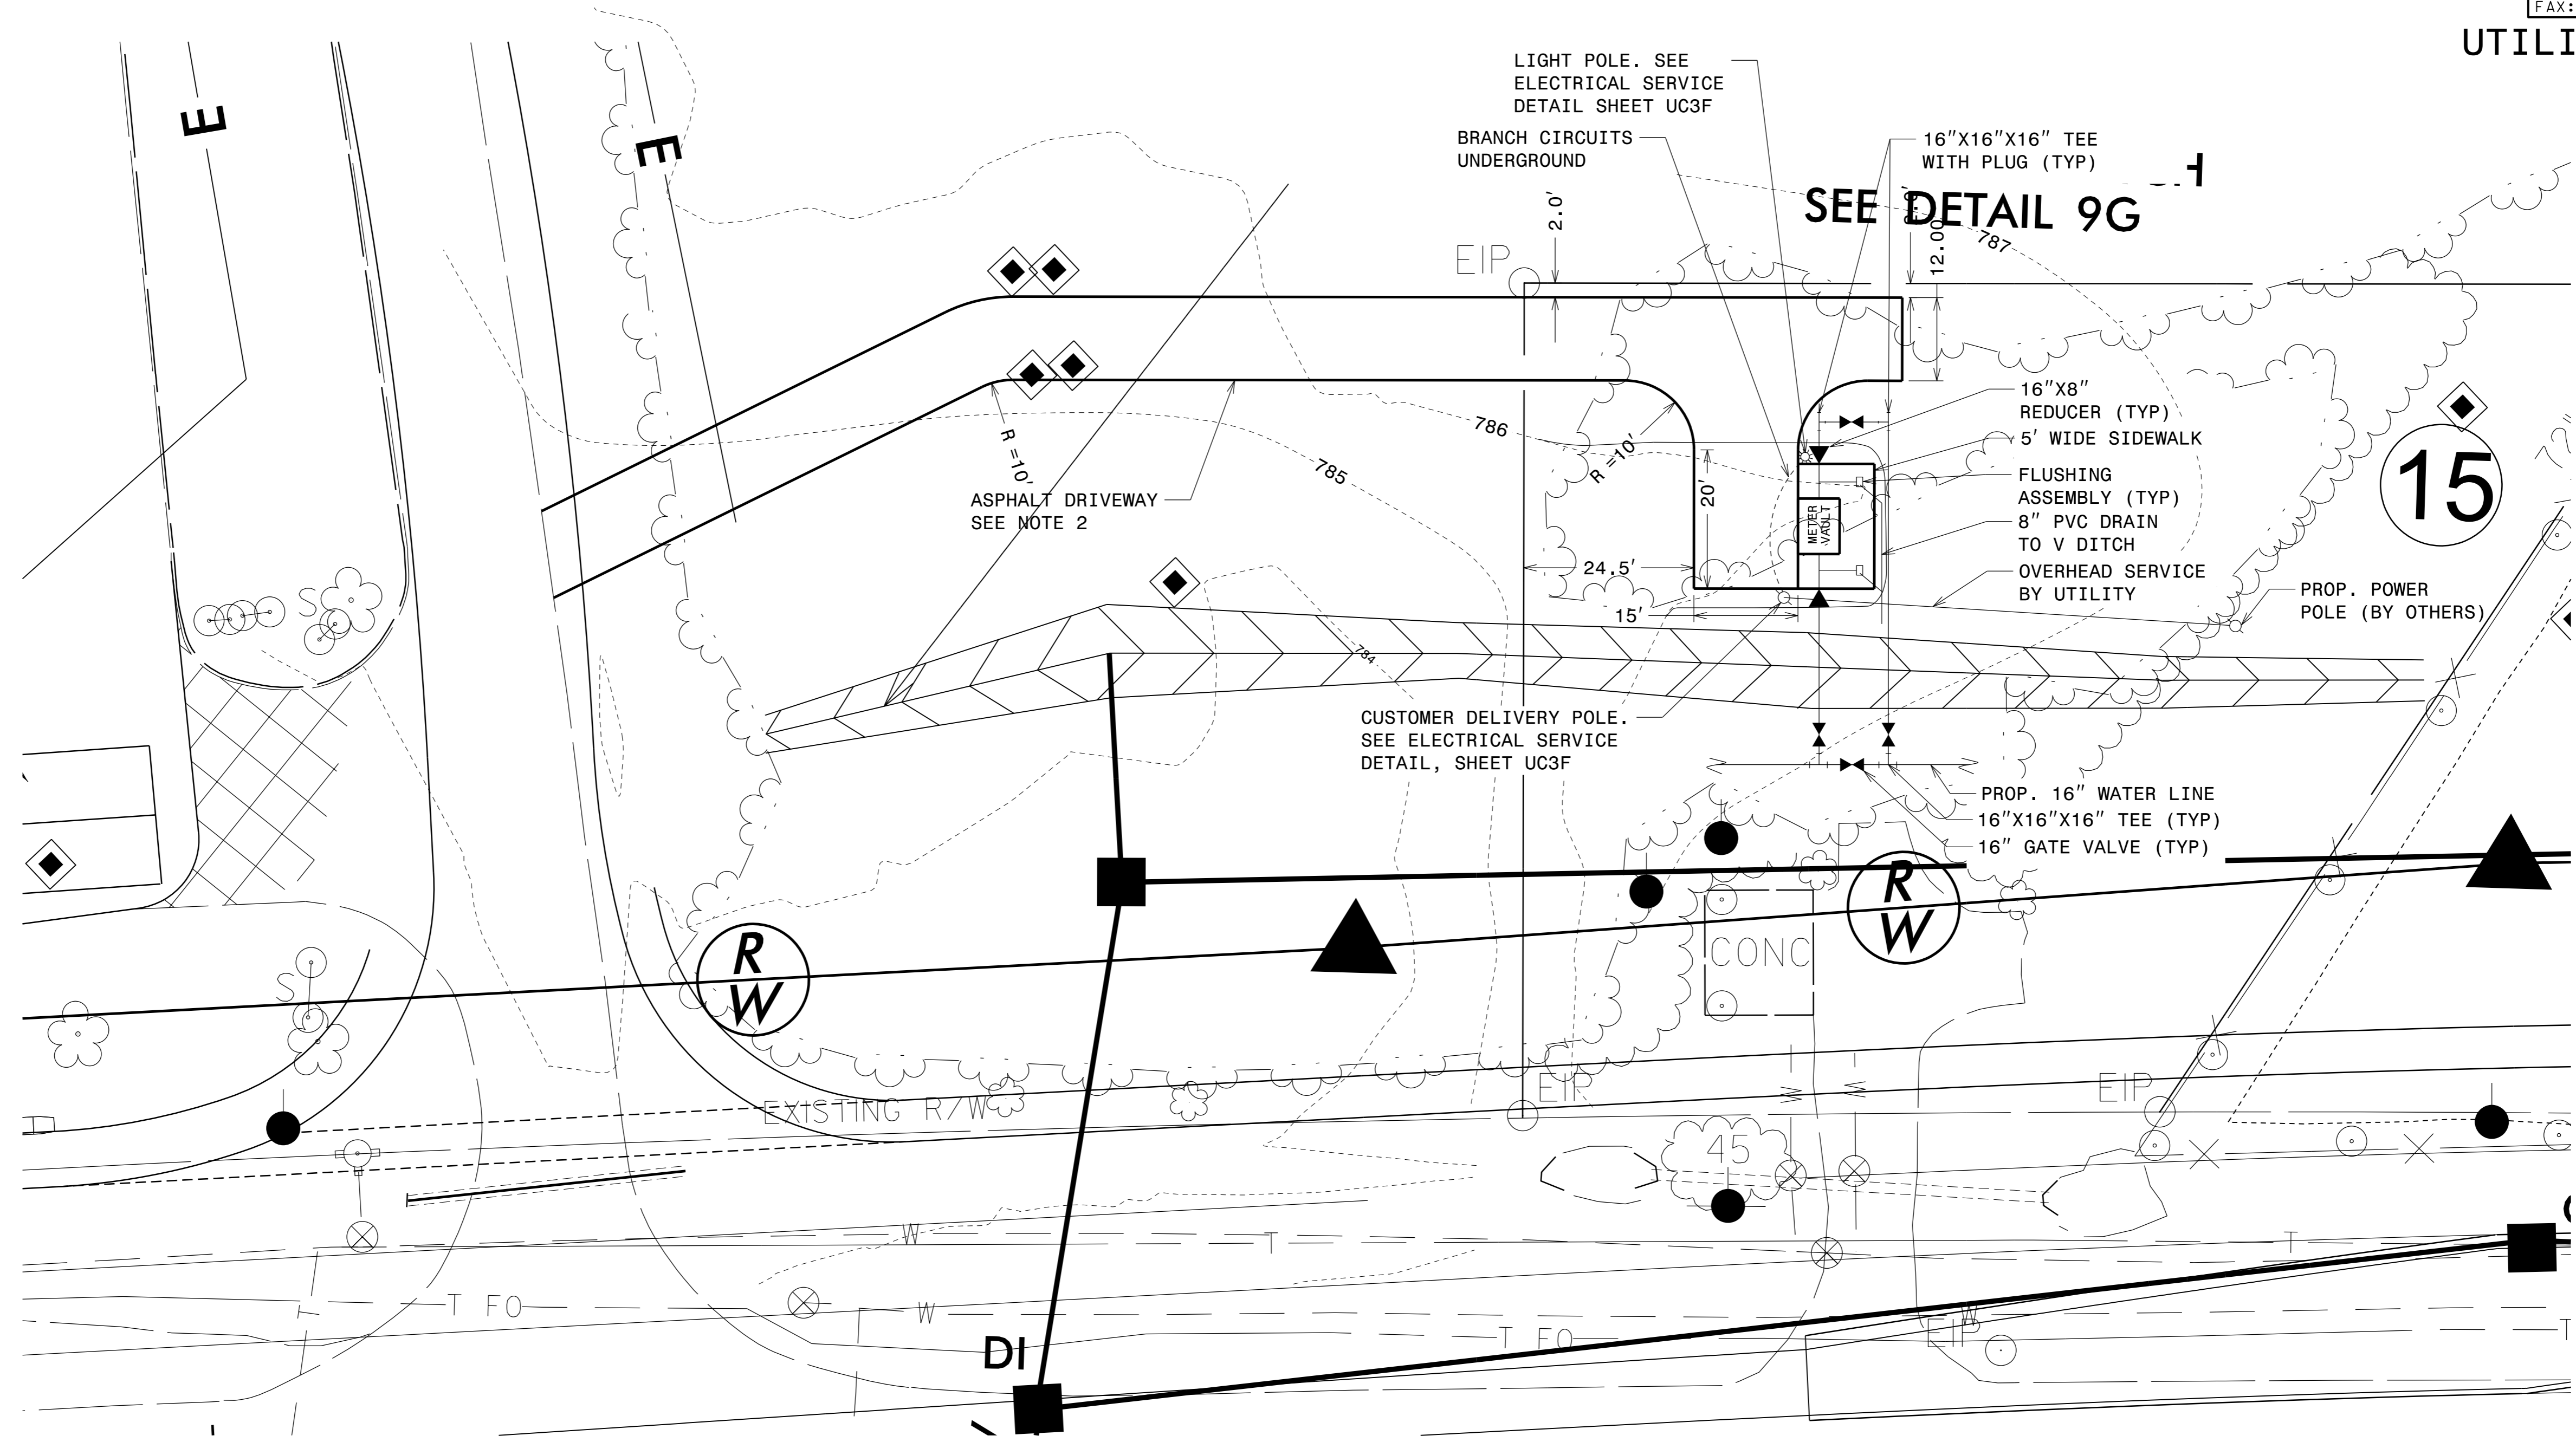 FAX:
LIGHT POLE. SEE
ELECTRICAL SERVICE
DETAIL SHEET UC3F
BRANCH CIRCUITS
UNDERGROUND
16"X16"X16" TEE
WITH PLUG (TYP)
SEE DETAIL 9G
E
E
EIP
2.0'
12.00
787
16"X8"
REDUCER (TYP)
5' WIDE SIDEWALK
FLUSHING
ASSEMBLY (TYP)
8" PVC DRAIN
TO V DITCH
OVERHEAD SERVICE
BY UTILITY
PROP. POWER
POLE (BY OTHERS)
15
786
785
784
R =10'
R =10'
ASPHALT DRIVEWAY
SEE NOTE 2
20'
METER
VAULT
24.5'
15'
S
CUSTOMER DELIVERY POLE.
SEE ELECTRICAL SERVICE
DETAIL, SHEET UC3F
PROP. 16" WATER LINE
16"X16"X16" TEE (TYP)
16" GATE VALVE (TYP)
R
W
R
W
CONC
S
EIP
EIP
EXISTING R/W
45
W
T
T
T FO
W
T FO
W
EIP
DI